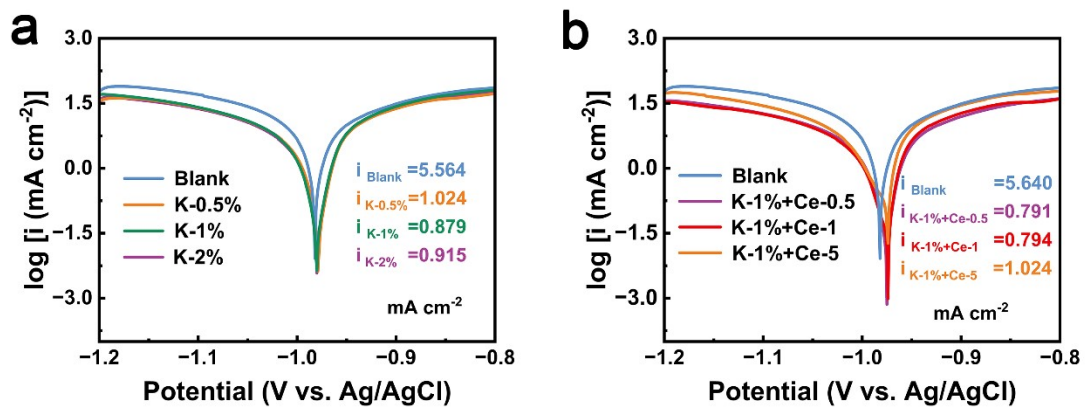 a
3.0
1.5
0.0
−1.5
−3.0
log [i (mA cm-2)]
Blank
K-0.5%
K-1%
K-2%
i Blank =5.564
i K-0.5% =1.024
i K-1% =0.879
i K-2% =0.915
mA cm-2
−1.2 −1.1 −1.0 −0.9 −0.8
Potential (V vs. Ag/AgCl)
b
3.0
1.5
0.0
−1.5
−3.0
log [i (mA cm-2)]
Blank
K-1%+Ce-0.5
K-1%+Ce-1
K-1%+Ce-5
i Blank =5.640
i K-1%+Ce-0.5 =0.791
i K-1%+Ce-1 =0.794
i K-1%+Ce-5 =1.024
mA cm-2
−1.2 −1.1 −1.0 −0.9 −0.8
Potential (V vs. Ag/AgCl)